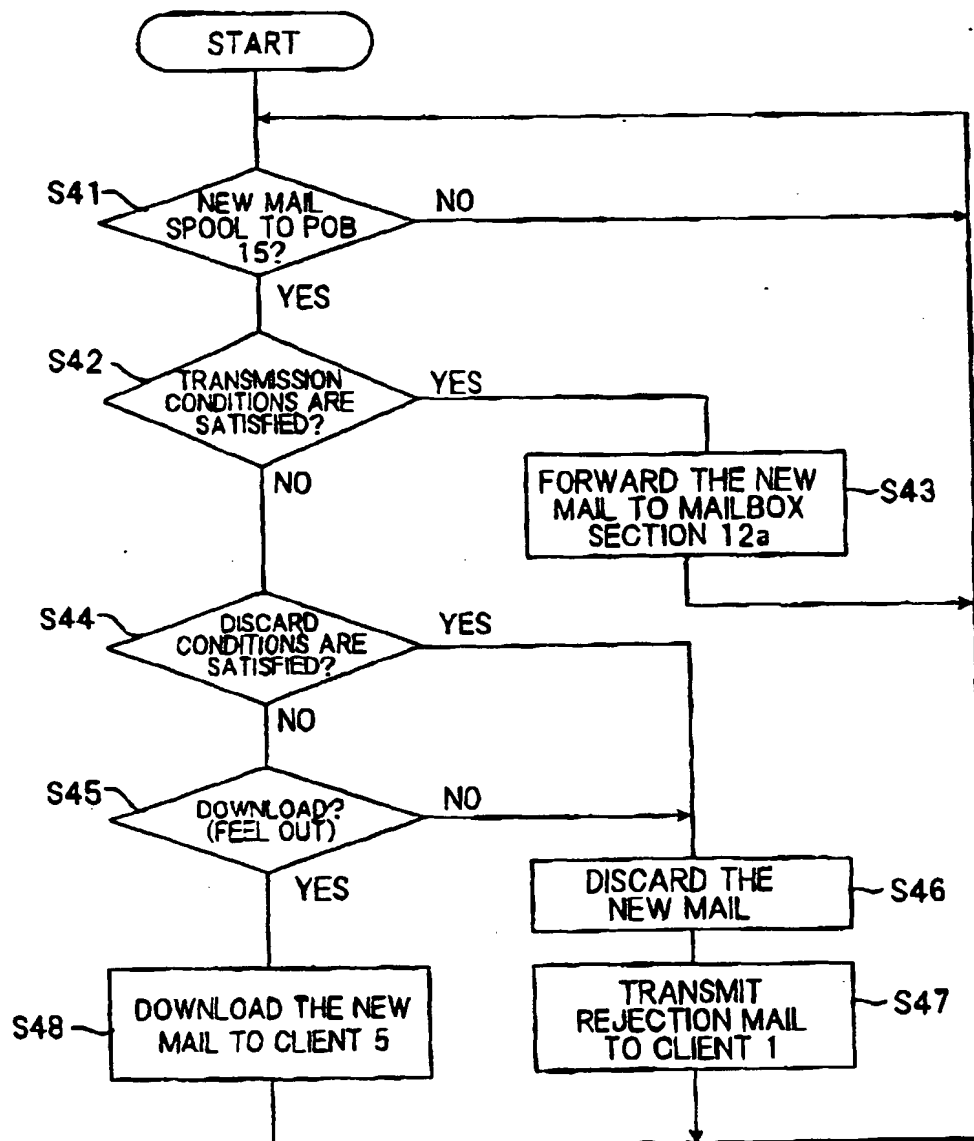 START
S41
NEW MAIL
SPOOL TO POB
15?
NO
YES
S42
TRANSMISSION
CONDITIONS ARE
SATISFIED?
YES
NO
FORWARD THE NEW
MAIL TO MAILBOX
SECTION 12a
S43
S44
DISCARD
CONDITIONS ARE
SATISFIED?
YES
NO
S45
DOWNLOAD?
(FEEL OUT)
NO
YES
DISCARD THE
NEW MAIL
S46
S48
DOWNLOAD THE NEW
MAIL TO CLIENT 5
TRANSMIT
REJECTION MAIL
TO CLIENT 1
S47